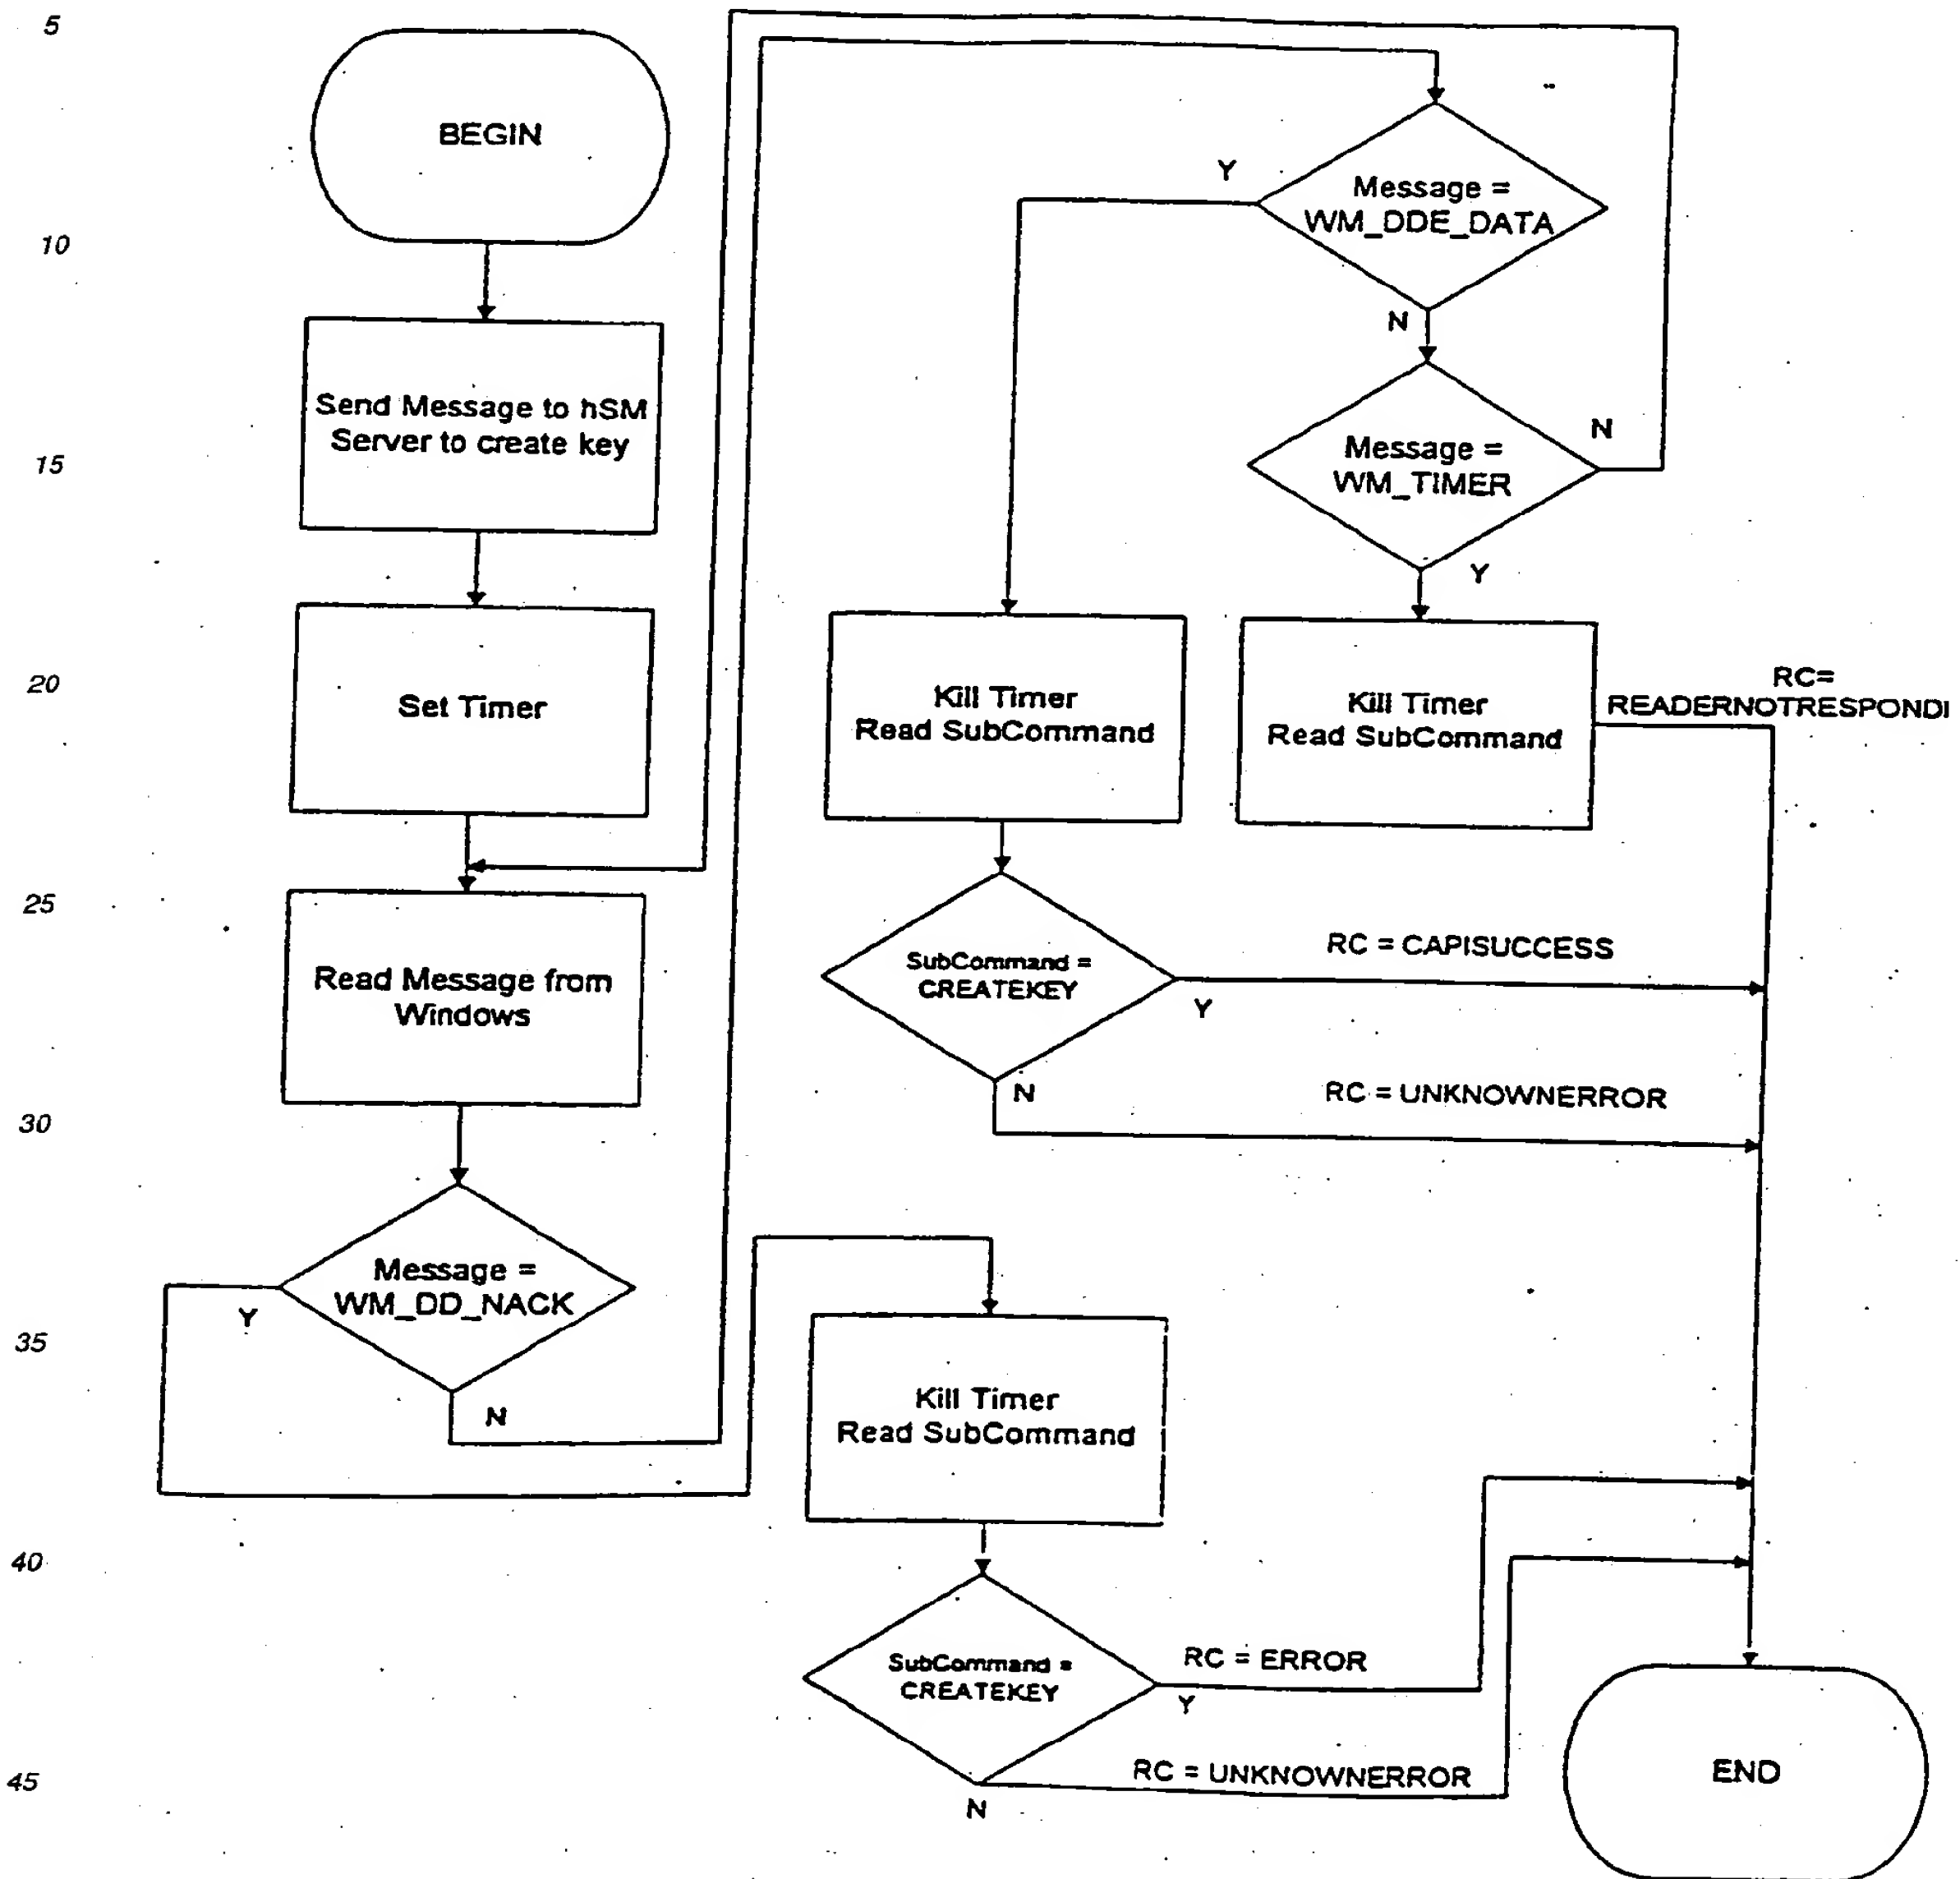 5
BEGIN
10
Send Message to hSM
Server to create key
15
Set Timer
20
25
Read Message from
Windows
30
Message =
WM_DD_NACK
Y
N
35
40
45
Message =
WM_DDE_DATA
Y
N
Message =
WM_TIMER
N
Y
Kill Timer
Read SubCommand
Kill Timer
Read SubCommand
RC=
READERNOTRESPONDI
SubCommand =
CREATEKEY
RC = CAPISUCCESS
Y
N
RC = UNKNOWNERROR
Kill Timer
Read SubCommand
SubCommand =
CREATEKEY
RC = ERROR
Y
RC = UNKNOWNERROR
N
END